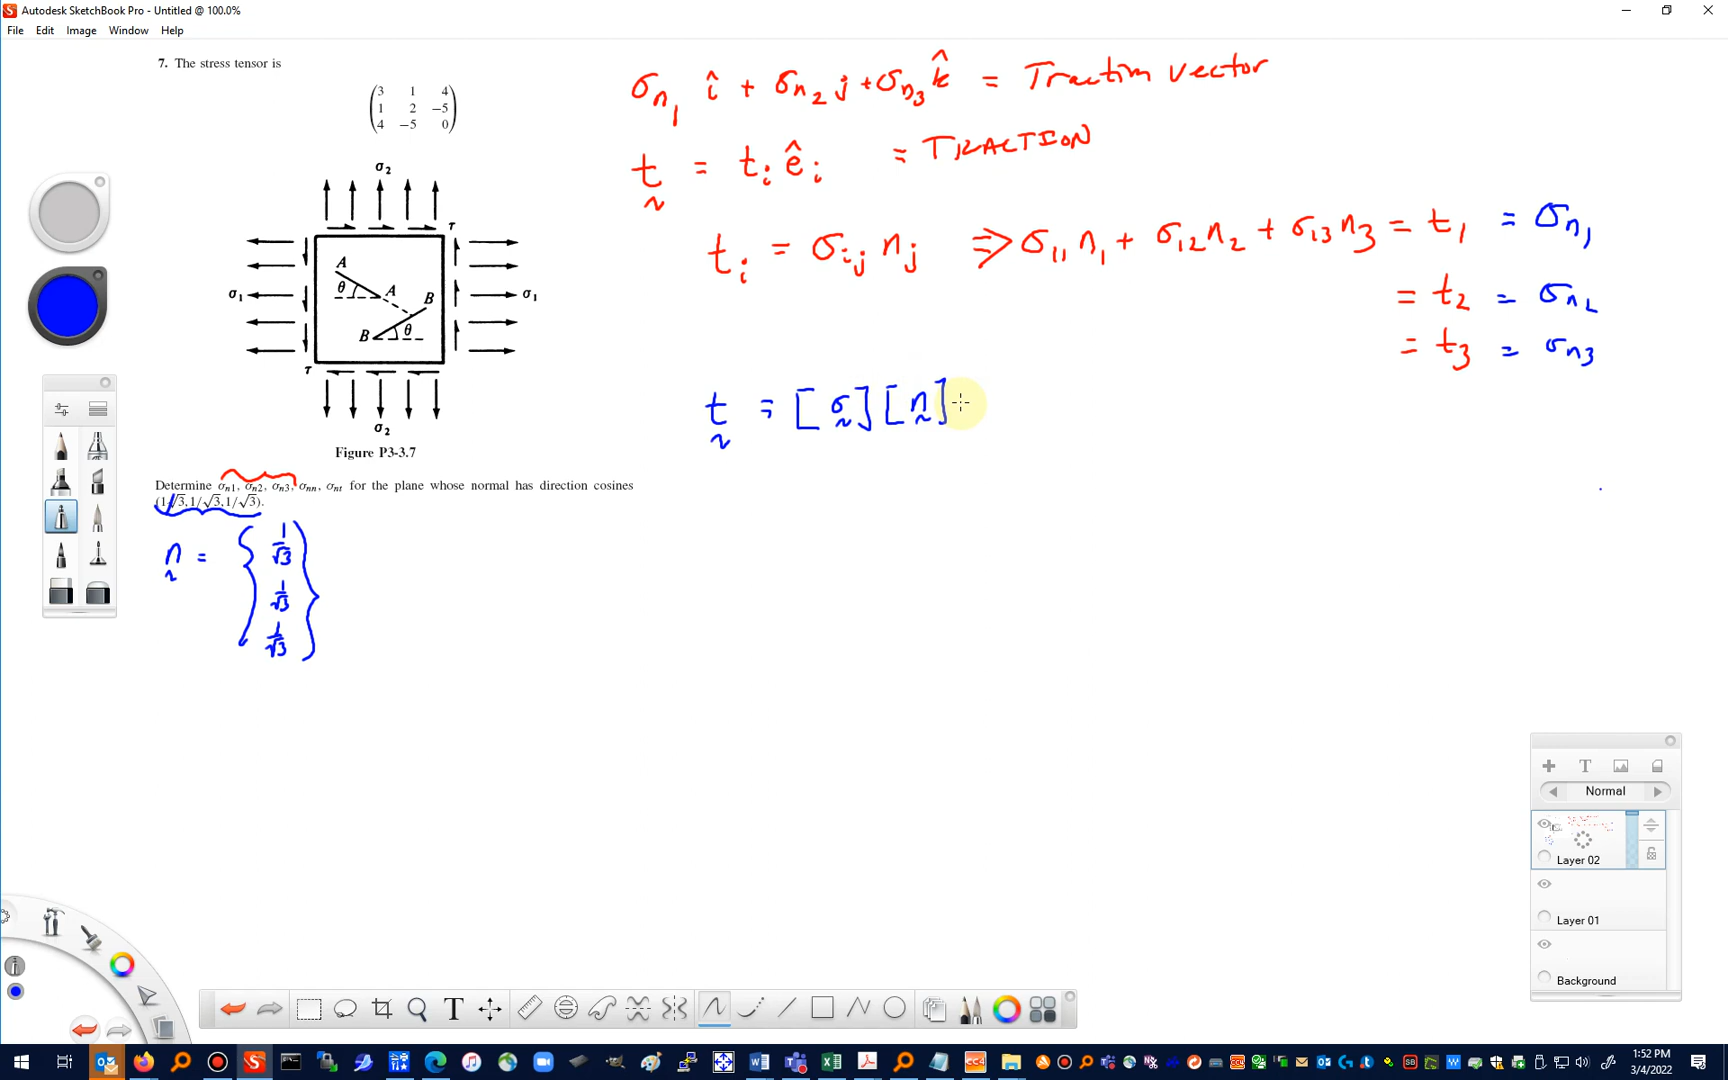 Autodesk SketchBook Pro - Untitled @ 100.0%
File Edit Image Window Help
7. The stress tensor is
3 1 4
1 2 −5
4 −5 0
σ2
τ
A
θ
A
B
σ1
σ1
B
θ
τ
σ2
Figure P3-3.7
Determine σn1, σn2, σn3, σnn, σnt for the plane whose normal has direction cosines
(1/√3, 1/√3, 1/√3).
n = { 1/√3
1/√3
1/√3 }
σn1 î + σn2 j + σn3 k̂ = Traction vector
t = ti êi = TRACTION
ti = σij nj ⇒ σ11 n1 + σ12 n2 + σ13 n3 = t1 = σn1
= t2 = σn2
= t3 = σn3
t = [σ][n]
Normal
Layer 02
Layer 01
Background
1:52 PM
3/4/2022